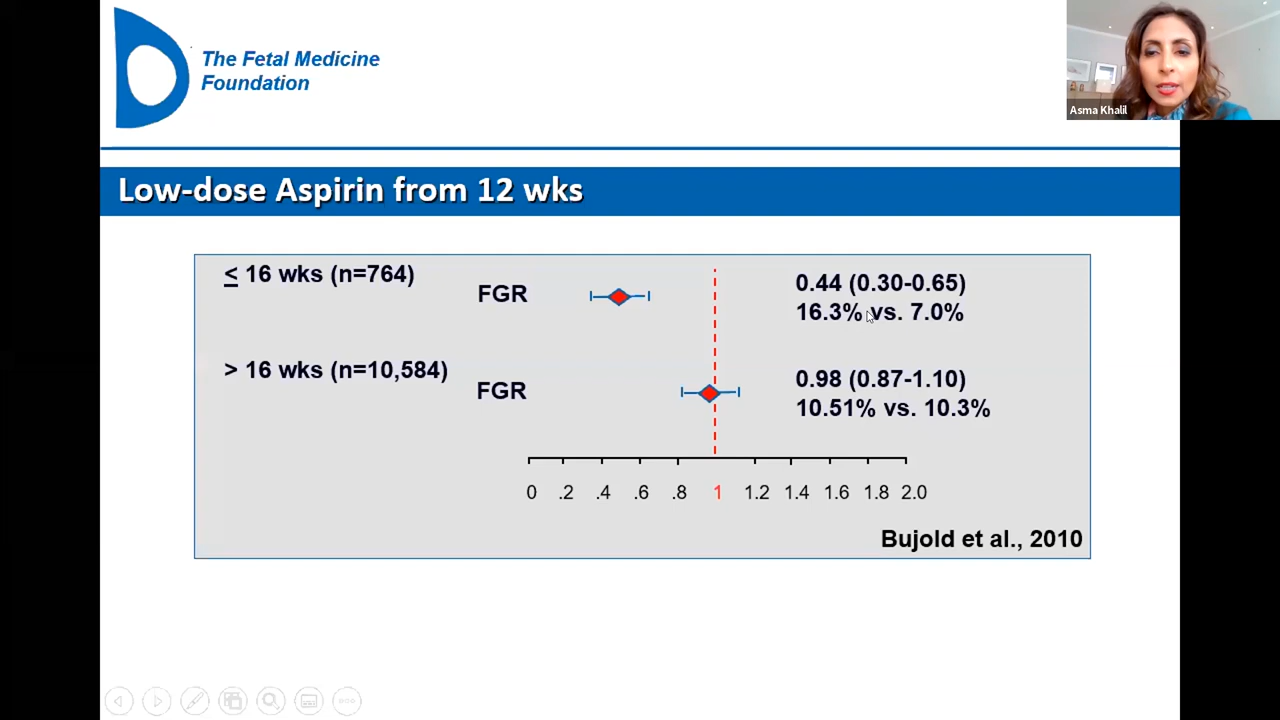 The Fetal Medicine
Foundation
Asma Khalil
Low-dose Aspirin from 12 wks
≤ 16 wks (n=764)
FGR
0.44 (0.30-0.65)
16.3% vs. 7.0%
> 16 wks (n=10,584)
FGR
0.98 (0.87-1.10)
10.51% vs. 10.3%
0 .2 .4 .6 .8 1 1.2 1.4 1.6 1.8 2.0
Bujold et al., 2010